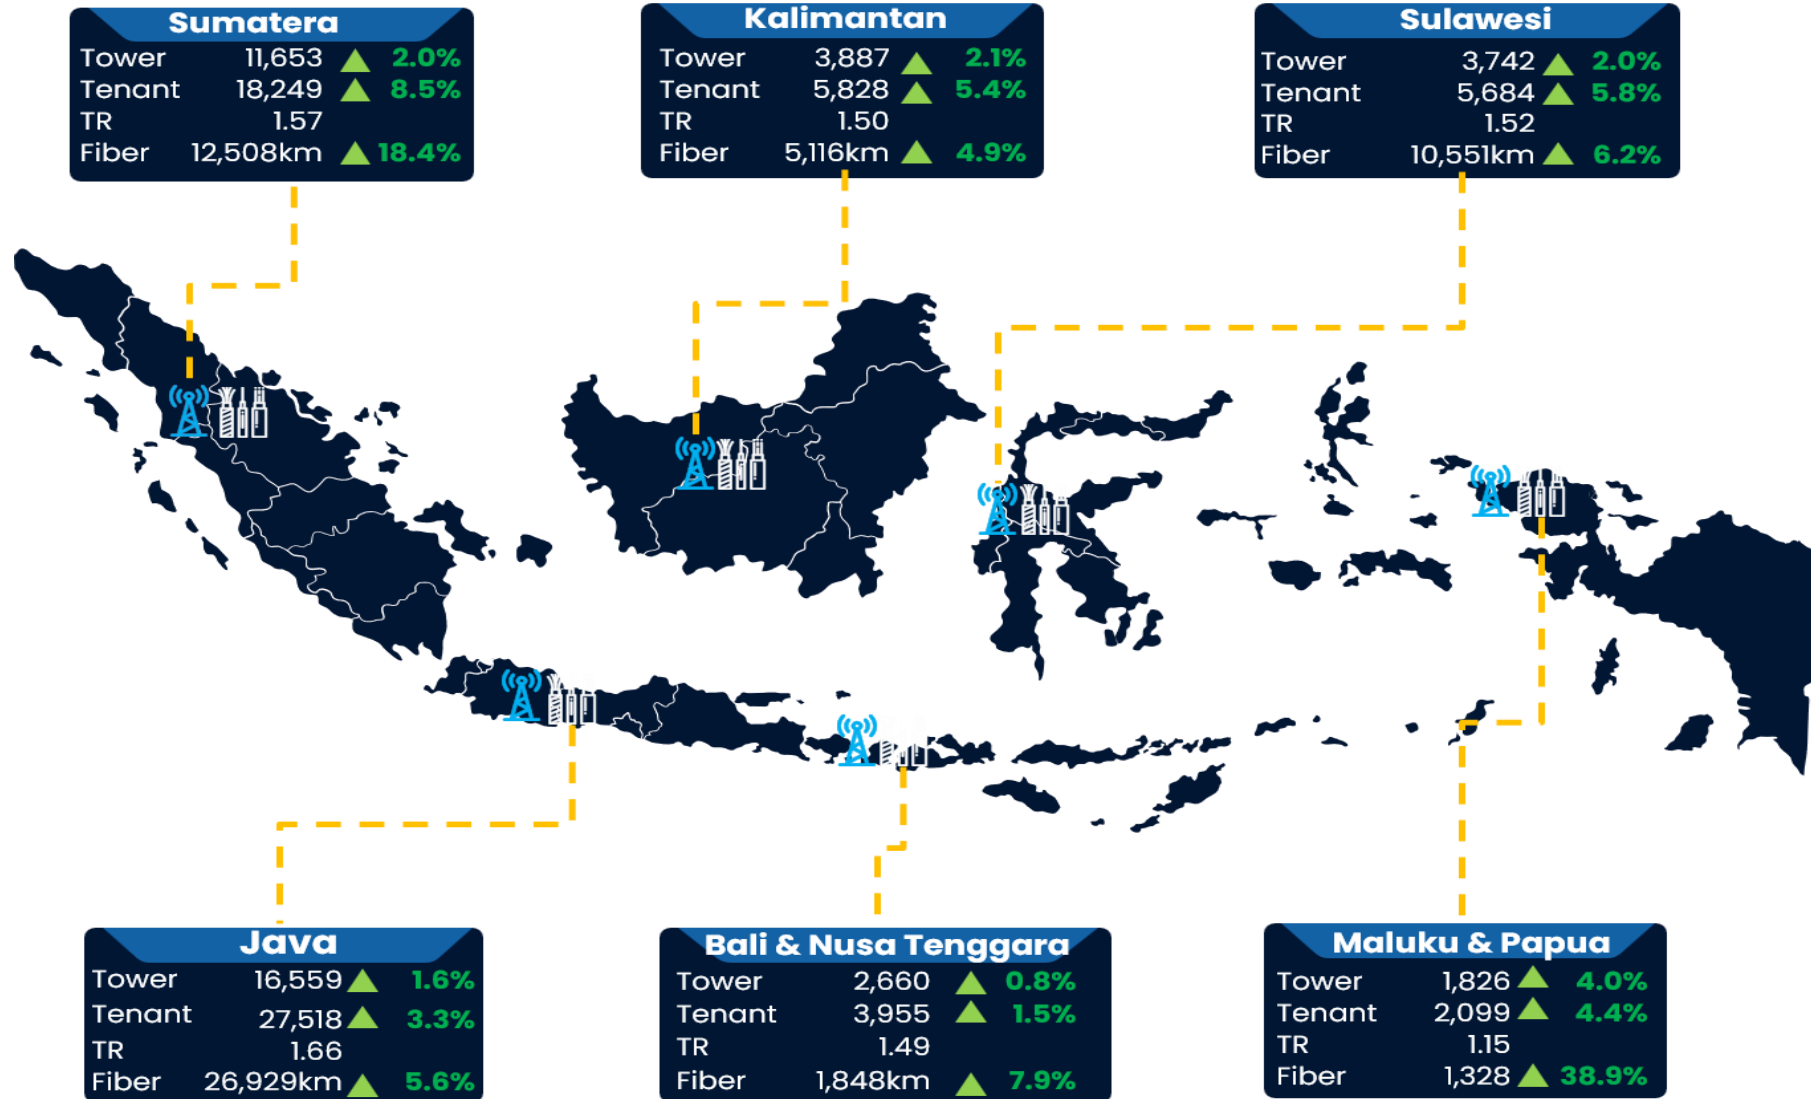 Sumatera
Tower 11,653 2.0%
Tenant 18,249 8.5%
TR 1.57
Fiber 12,508km 18.4%
Kalimantan
Tower 3,887 2.1%
Tenant 5,828 5.4%
TR 1.50
Fiber 5,116km 4.9%
Sulawesi
Tower 3,742 2.0%
Tenant 5,684 5.8%
TR 1.52
Fiber 10,551km 6.2%
Java
Tower 16,559 1.6%
Tenant 27,518 3.3%
TR 1.66
Fiber 26,929km 5.6%
Bali & Nusa Tenggara
Tower 2,660 0.8%
Tenant 3,955 1.5%
TR 1.49
Fiber 1,848km 7.9%
Maluku & Papua
Tower 1,826 4.0%
Tenant 2,099 4.4%
TR 1.15
Fiber 1,328 38.9%